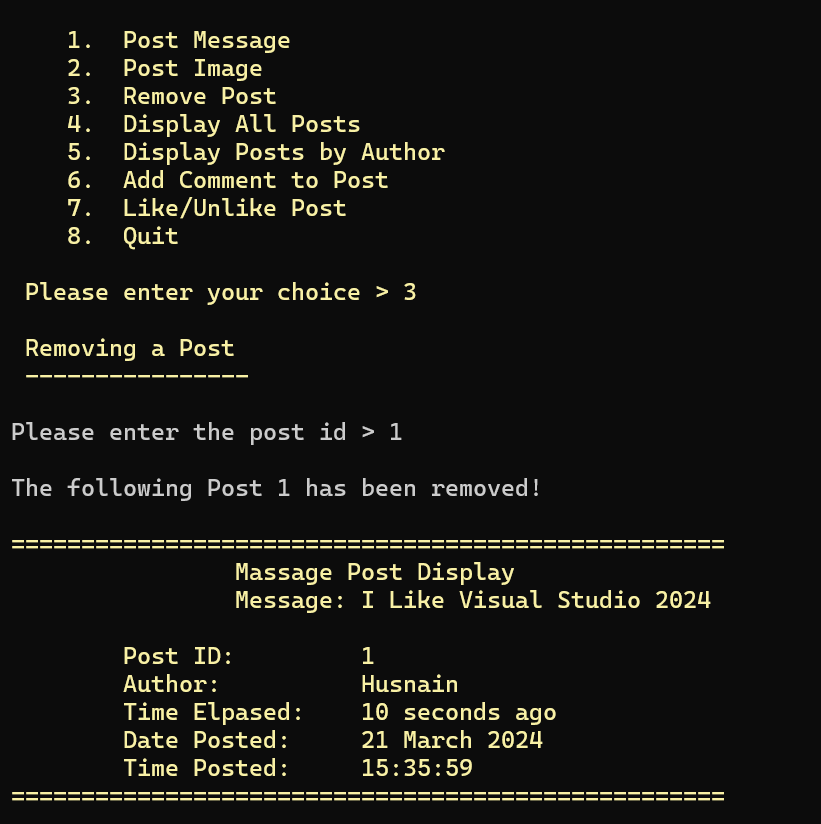 1. Post Message
2. Post Image
3. Remove Post
4. Display All Posts
5. Display Posts by Author
6. Add Comment to Post
7. Like/Unlike Post
8. Quit
Please enter your choice > 3
Removing a Post
----------------
Please enter the post id > 1
The following Post 1 has been removed!
===================================================
Massage Post Display
Message: I Like Visual Studio 2024
Post ID: 1
Author: Husnain
Time Elpased: 10 seconds ago
Date Posted: 21 March 2024
Time Posted: 15:35:59
===================================================